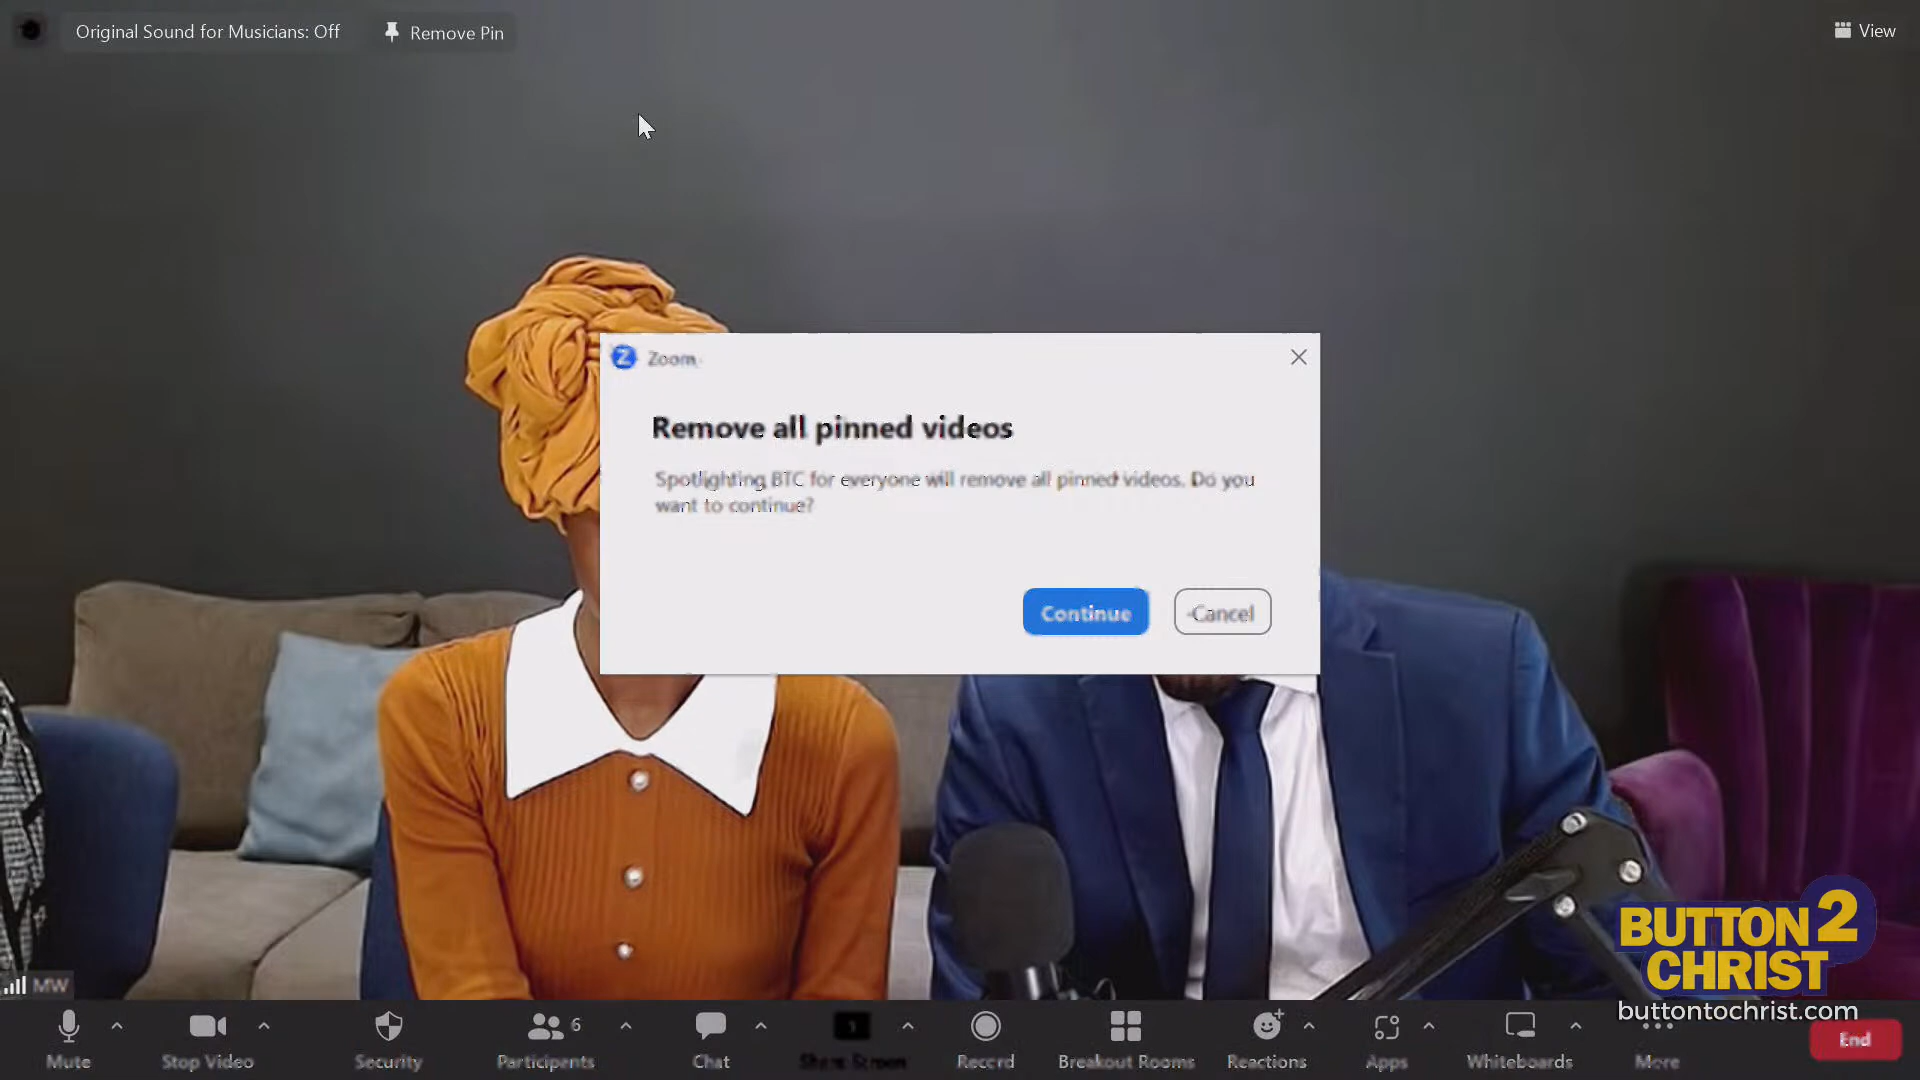 Original Sound for Musicians: Off
Remove Pin
View
Zoom
Remove all pinned videos
Spotlighting BTC for everyone will remove all pinned videos. Do you
want to continue?
Continue
Cancel
MW
BUTTON 2
CHRIST
buttontochrist.com
Mute
Stop Video
Security
Participants
6
Chat
Share Screen
Record
Breakout Rooms
Reactions
Apps
Whiteboards
More
End